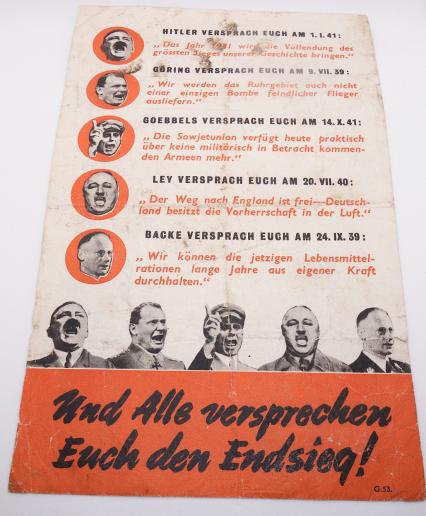 HITLER VERSPRACH EUCH AM 1. I. 41:
„Das Jahr 1941 wird die Vollendung des
grössten Sieges unserer Geschichte bringen.“
GÖRING VERSPRACH EUCH AM 9. VII. 39:
„Wir werden das Ruhrgebiet auch nicht
einer einzigen Bombe feindlicher Flieger
ausliefern.“
GOEBBELS VERSPRACH EUCH AM 14. X. 41:
„Die Sowjetunion verfügt heute praktisch
über keine militärisch in Betracht kommen-
den Armeen mehr.“
LEY VERSPRACH EUCH AM 20. VII. 40:
„Der Weg nach England ist frei—Deutsch-
land besitzt die Vorherrschaft in der Luft.“
BACKE VERSPRACH EUCH AM 24. IX. 39:
„Wir können die jetzigen Lebensmittel-
rationen lange Jahre aus eigener Kraft
durchhalten.“
Und Alle versprechen
Euch den Endsieg!
G.53.